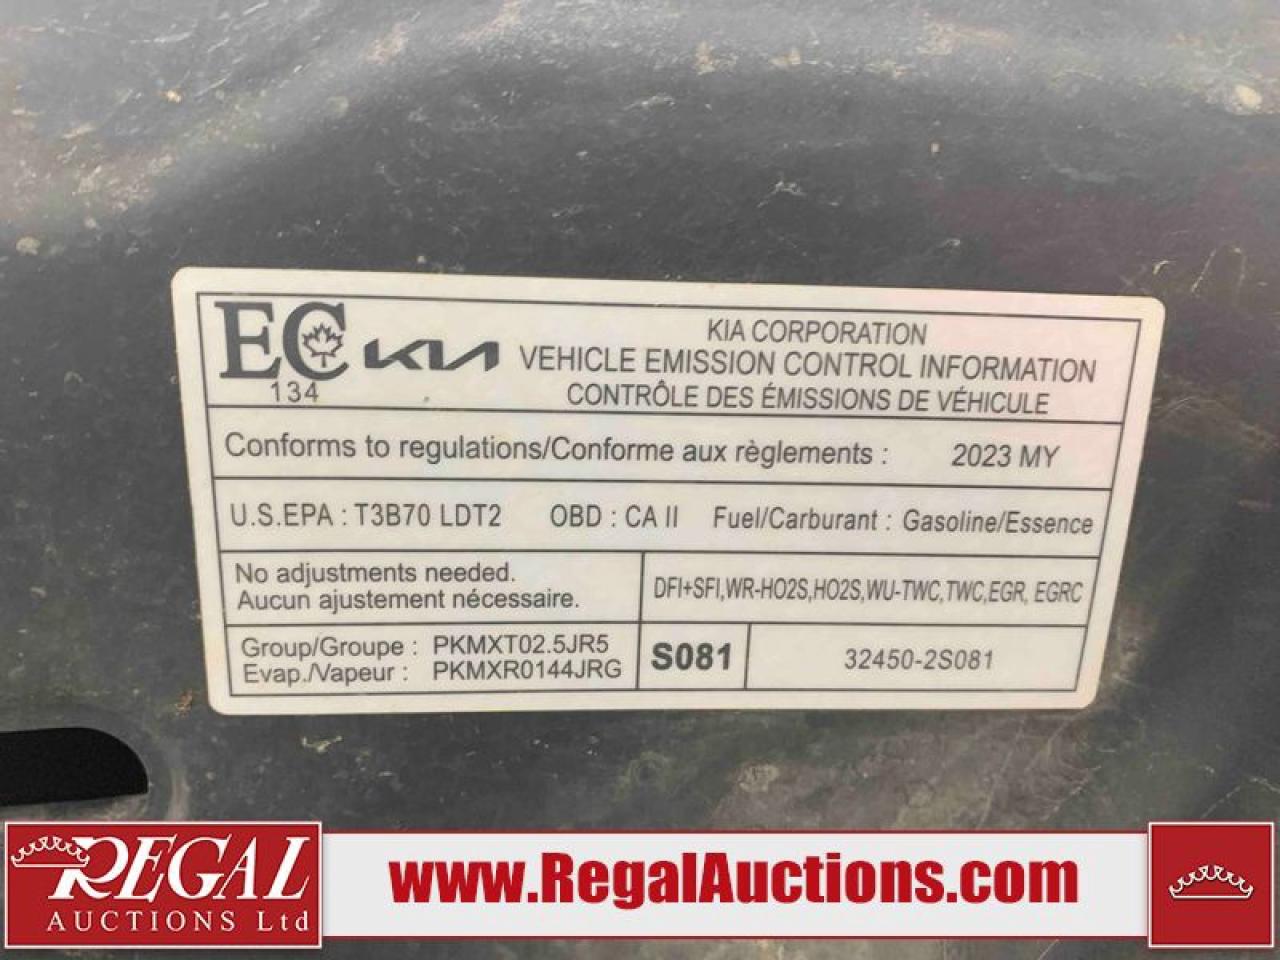 EC
134
KIA
KIA CORPORATION
VEHICLE EMISSION CONTROL INFORMATION
CONTRÔLE DES ÉMISSIONS DE VÉHICULE
Conforms to regulations/Conforme aux règlements : 2023 MY
U.S.EPA : T3B70 LDT2 OBD : CA II Fuel/Carburant : Gasoline/Essence
No adjustments needed.
Aucun ajustement nécessaire.
DFI+SFI,WR-HO2S,HO2S,WU-TWC,TWC,EGR, EGRC
Group/Groupe : PKMXT02.5JR5
Evap./Vapeur : PKMXR0144JRG
S081
32450-2S081
REGAL
AUCTIONS Ltd
www.RegalAuctions.com